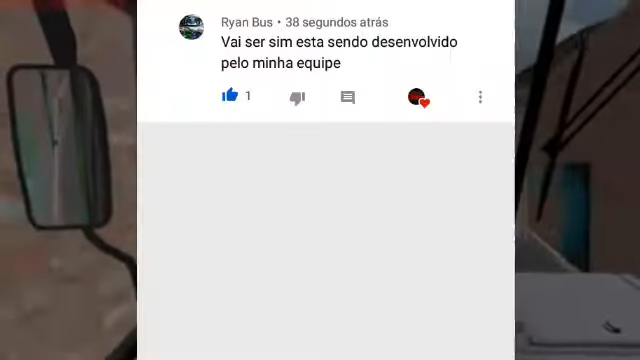 Ryan Bus • 38 segundos atrás
Vai ser sim esta sendo desenvolvido
pelo minha equipe
1